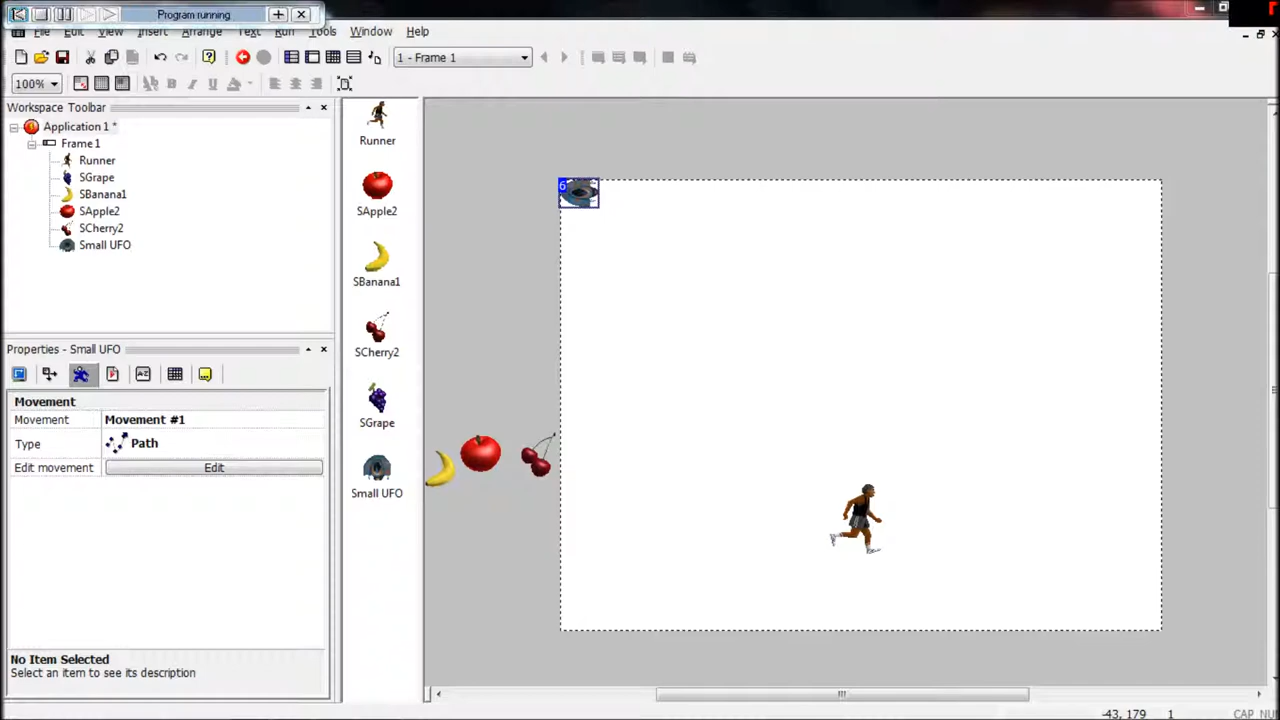 Program running
File Edit View Insert Arrange Text Run Tools Window Help
1 - Frame 1
100%
Workspace Toolbar
Application 1 *
Frame 1
Runner
SGrape
SBanana1
SApple2
SCherry2
Small UFO
Properties - Small UFO
Movement
Movement Movement #1
Type Path
Edit movement Edit
No Item Selected
Select an item to see its description
Runner
SApple2
SBanana1
SCherry2
SGrape
Small UFO
6
-43, 179 1 CAP NU